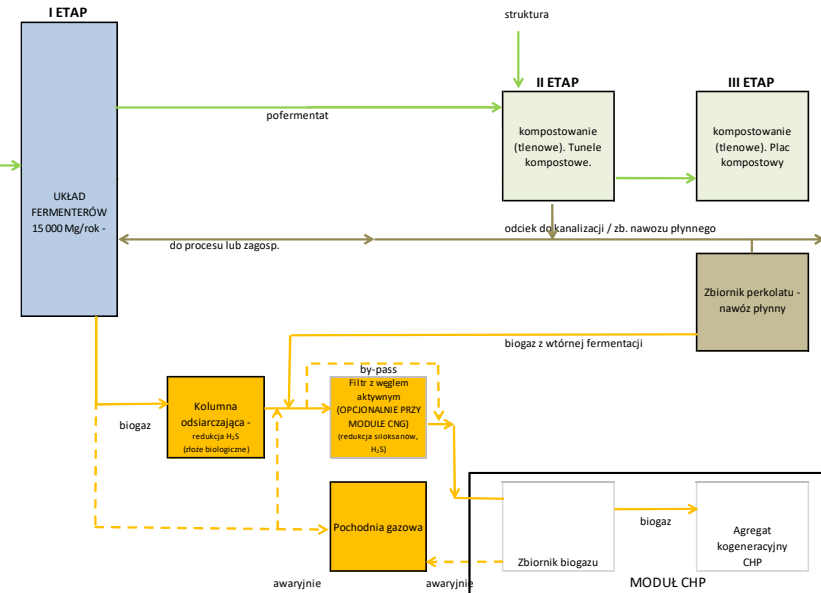 I ETAP
struktura
II ETAP
III ETAP
pofermentat
kompostowanie
(tlenowe). Tunele
kompostowe.
kompostowanie
(tlenowe). Plac
kompostowy
UKŁAD
FERMENTERÓW
15 000 Mg/rok -
do procesu lub zagosp.
odciek do kanalizacji / zb. nawozu płynnego
Zbiornik perkolatu -
nawóz płynny
biogaz z wtórnej fermentacji
by-pass
biogaz
Kolumna
odsiarczająca -
redukcja H₂S
(złoże biologiczne)
Filtr z węglem
aktywnym
(OPCJONALNIE PRZY
MODULE CNG)
(redukcja siloksanów,
H₂S)
Pochodnia gazowa
awaryjnie
awaryjnie
Zbiornik biogazu
biogaz
Agregat
kogeneracyjny
CHP
MODUŁ CHP